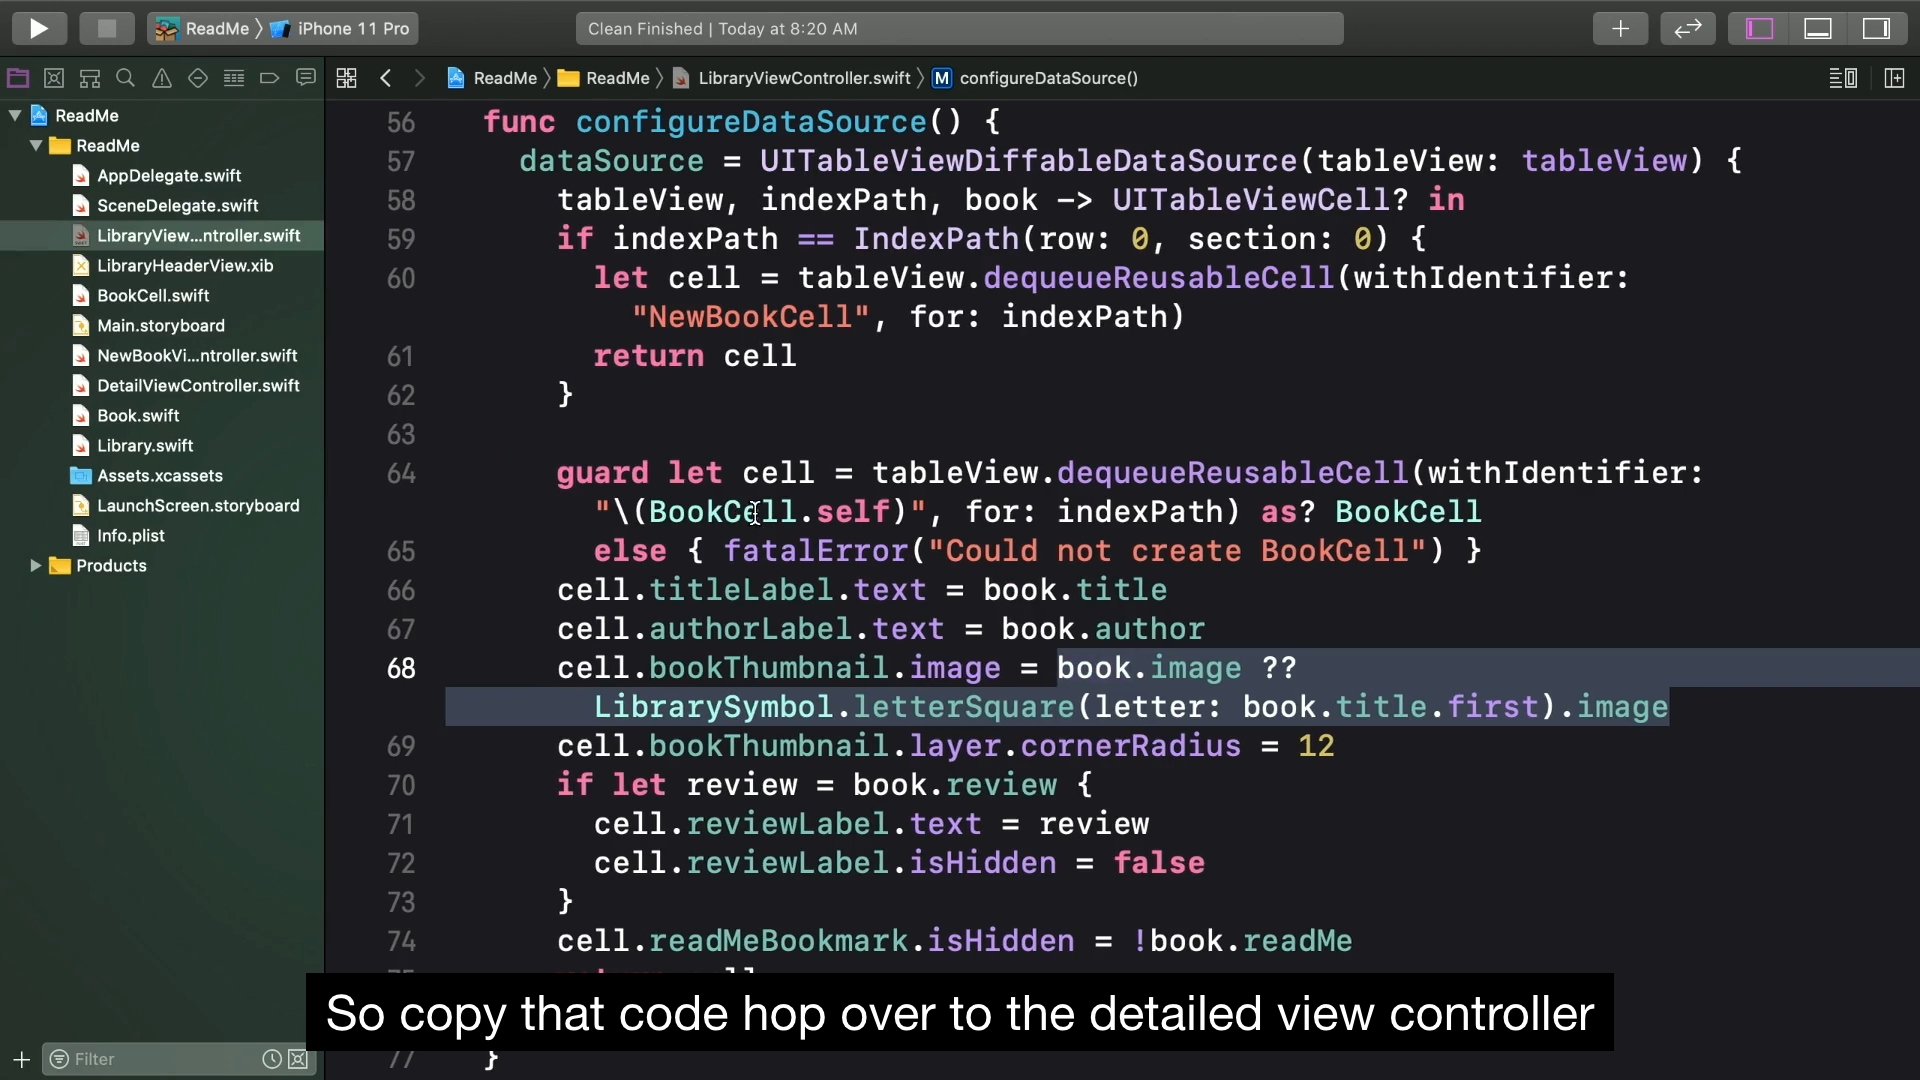 ReadMe 〉 iPhone 11 Pro
Clean Finished | Today at 8:20 AM
ReadMe 〉 ReadMe 〉 LibraryViewController.swift 〉 M configureDataSource()
ReadMe
ReadMe
AppDelegate.swift
SceneDelegate.swift
LibraryView...ntroller.swift
LibraryHeaderView.xib
BookCell.swift
Main.storyboard
NewBookVi...ntroller.swift
DetailViewController.swift
Book.swift
Library.swift
Assets.xcassets
LaunchScreen.storyboard
Info.plist
Products
Filter
56 func configureDataSource() {
57 dataSource = UITableViewDiffableDataSource(tableView: tableView) {
58 tableView, indexPath, book -> UITableViewCell? in
59 if indexPath == IndexPath(row: 0, section: 0) {
60 let cell = tableView.dequeueReusableCell(withIdentifier:
"NewBookCell", for: indexPath)
61 return cell
62 }
63
64 guard let cell = tableView.dequeueReusableCell(withIdentifier:
"\(BookCell.self)", for: indexPath) as? BookCell
65 else { fatalError("Could not create BookCell") }
66 cell.titleLabel.text = book.title
67 cell.authorLabel.text = book.author
68 cell.bookThumbnail.image = book.image ??
LibrarySymbol.letterSquare(letter: book.title.first).image
69 cell.bookThumbnail.layer.cornerRadius = 12
70 if let review = book.review {
71 cell.reviewLabel.text = review
72 cell.reviewLabel.isHidden = false
73 }
74 cell.readMeBookmark.isHidden = !book.readMe
77 }
So copy that code hop over to the detailed view controller